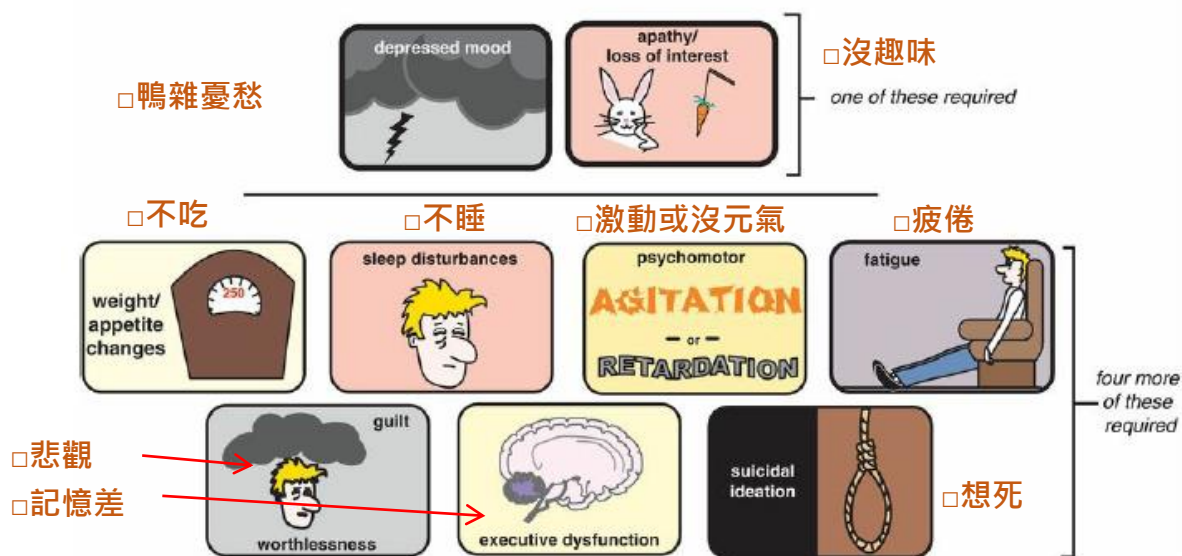 depressed mood
apathy/
loss of interest
□沒趣味
□鴨雜憂愁
one of these required
□不吃
□不睡
□激動或沒元氣
□疲倦
weight/
appetite
changes
250
sleep disturbances
psychomotor
AGITATION
— or —
RETARDATION
fatigue
four more
of these
required
□悲觀
□記憶差
guilt
worthlessness
executive dysfunction
suicidal
ideation
□想死